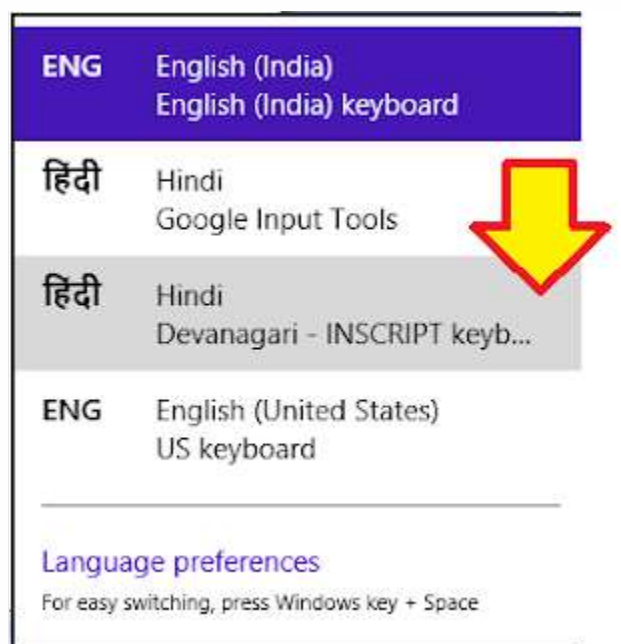 ENG English (India)
English (India) keyboard
हिंदी Hindi
Google Input Tools
हिंदी Hindi
Devanagari - INSCRIPT keyb...
ENG English (United States)
US keyboard
Language preferences
For easy switching, press Windows key + Space